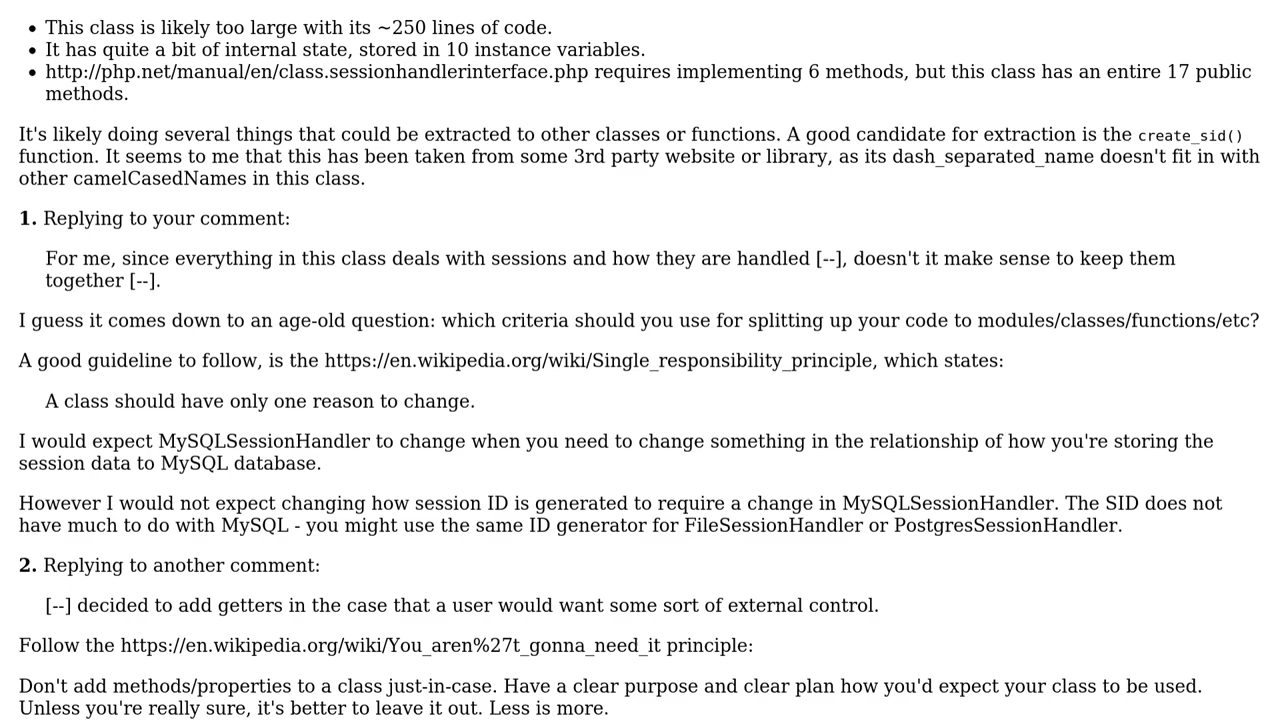 • This class is likely too large with its ~250 lines of code.
• It has quite a bit of internal state, stored in 10 instance variables.
• http://php.net/manual/en/class.sessionhandlerinterface.php requires implementing 6 methods, but this class has an entire 17 public
methods.
It's likely doing several things that could be extracted to other classes or functions. A good candidate for extraction is the create_sid()
function. It seems to me that this has been taken from some 3rd party website or library, as its dash_separated_name doesn't fit in with
other camelCasedNames in this class.
1. Replying to your comment:
For me, since everything in this class deals with sessions and how they are handled [--], doesn't it make sense to keep them
together [--].
I guess it comes down to an age-old question: which criteria should you use for splitting up your code to modules/classes/functions/etc?
A good guideline to follow, is the https://en.wikipedia.org/wiki/Single_responsibility_principle, which states:
A class should have only one reason to change.
I would expect MySQLSessionHandler to change when you need to change something in the relationship of how you're storing the
session data to MySQL database.
However I would not expect changing how session ID is generated to require a change in MySQLSessionHandler. The SID does not
have much to do with MySQL - you might use the same ID generator for FileSessionHandler or PostgresSessionHandler.
2. Replying to another comment:
[--] decided to add getters in the case that a user would want some sort of external control.
Follow the https://en.wikipedia.org/wiki/You_aren%27t_gonna_need_it principle:
Don't add methods/properties to a class just-in-case. Have a clear purpose and clear plan how you'd expect your class to be used.
Unless you're really sure, it's better to leave it out. Less is more.